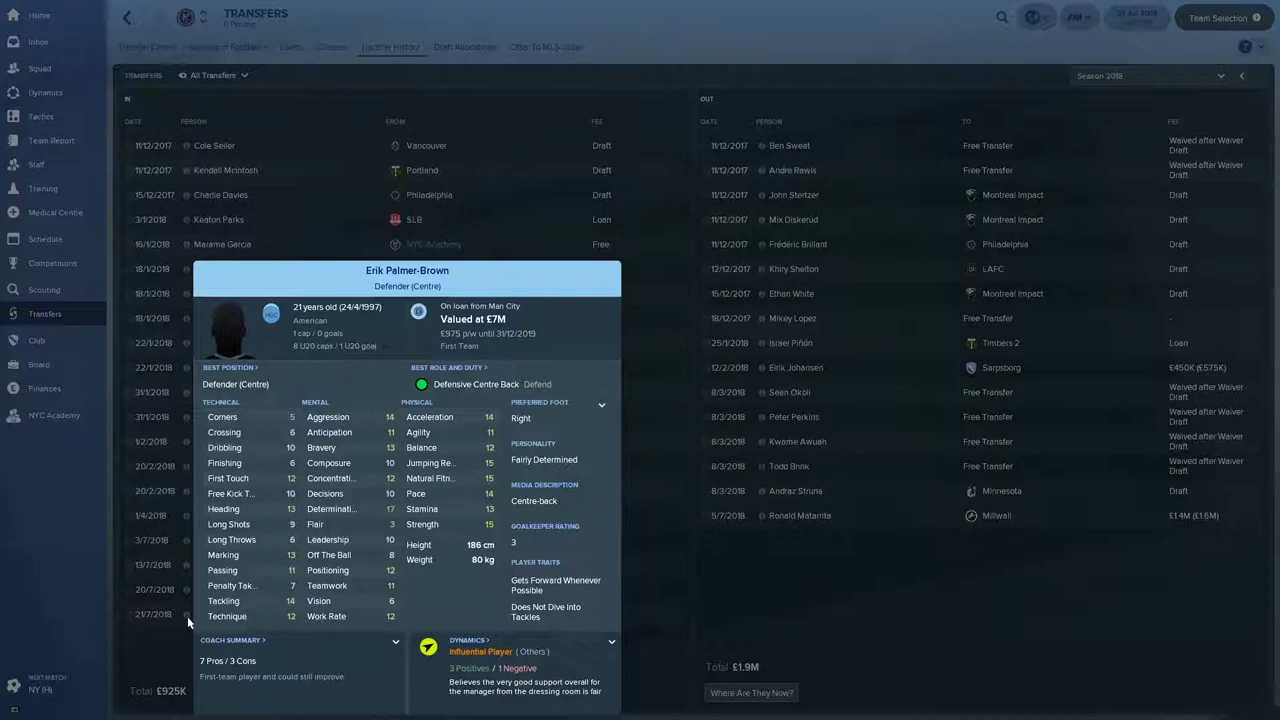 Home
TRANSFERS
0 Pending
Team Selection
Inbox
Transfer Centre
Loans
Clauses
Transfer History
Draft Allocations
Offer To MLS clubs
Squad
TRANSFERS
All Transfers
Season 2018
Dynamics
IN
OUT
Tactics
DATE PERSON FROM FEE
DATE PERSON TO FEE
Team Report
Staff
Training
Medical Centre
Schedule
Competitions
Scouting
Transfers
Club
Board
Finances
NYC Academy
11/12/2017 Cole Seiler Vancouver Draft
11/12/2017 Kendall McIntosh Portland Draft
15/12/2017 Charlie Davies Philadelphia Draft
3/1/2018 Keaton Parks SLB Loan
16/1/2018 Marama Garcia NYC Academy Free
18/1/2018
18/1/2018
18/1/2018
22/1/2018
22/1/2018
31/1/2018
31/1/2018
1/2/2018
20/2/2018
20/2/2018
1/4/2018
3/7/2018
13/7/2018
20/7/2018
21/7/2018
11/12/2017 Ben Sweat Free Transfer Waived after Waiver Draft
11/12/2017 Andre Rawls Free Transfer Waived after Waiver Draft
11/12/2017 John Stertzer Montreal Impact Draft
11/12/2017 Mix Diskerud Montreal Impact Draft
11/12/2017 Frédéric Brillant Philadelphia Draft
12/12/2017 Khiry Shelton LAFC Draft
15/12/2017 Ethan White Montreal Impact Draft
18/12/2017 Mikey Lopez Free Transfer -
25/1/2018 Israel Piñón Timbers 2 Loan
12/2/2018 Eirik Johansen Sarpsborg £450K (£575K)
8/3/2018 Sean Okoli Free Transfer Waived after Waiver Draft
8/3/2018 Peter Perkins Free Transfer Waived after Waiver Draft
8/3/2018 Kwame Awuah Free Transfer Waived after Waiver Draft
8/3/2018 Todd Brink Free Transfer Waived after Waiver Draft
8/3/2018 Andraz Struna Minnesota Draft
5/7/2018 Ronald Matarrita Millwall £1.4M (£1.6M)
Erik Palmer-Brown
Defender (Centre)
21 years old (24/4/1997)
American
1 cap / 0 goals
8 U20 caps / 1 U20 goal
On loan from Man City
Valued at £7M
£975 p/w until 31/12/2019
First Team
BEST POSITION >
Defender (Centre)
BEST ROLE AND DUTY >
Defensive Centre Back Defend
TECHNICAL MENTAL PHYSICAL PREFERRED FOOT
Corners 5 Aggression 14 Acceleration 14
Crossing 6 Anticipation 11 Agility 11
Dribbling 10 Bravery 13 Balance 12
Finishing 6 Composure 10 Jumping Re... 15
First Touch 12 Concentrati... 12 Natural Fitn... 15
Free Kick T... 10 Decisions 10 Pace 14
Heading 13 Determinati... 17 Stamina 13
Long Shots 9 Flair 3 Strength 15
Long Throws 6 Leadership 10 Height 186 cm
Marking 13 Off The Ball 8 Weight 80 kg
Passing 11 Positioning 12
Penalty Tak... 7 Teamwork 11
Tackling 14 Vision 6
Technique 12 Work Rate 12
Right
PERSONALITY
Fairly Determined
MEDIA DESCRIPTION
Centre-back
GOALKEEPER RATING
3
PLAYER TRAITS
Gets Forward Whenever
Possible
Does Not Dive Into
Tackles
COACH SUMMARY >
7 Pros / 3 Cons
First-team player and could still improve
DYNAMICS >
Influential Player (Others)
3 Positives / 1 Negative
Believes the very good support overall for
the manager from the dressing room is fair
Total £925K
Total £1.9M
Where Are They Now?
NEXT MATCH
NY (H)